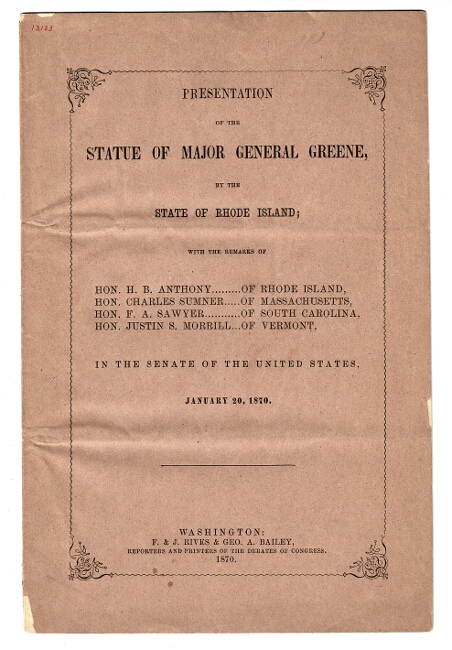 13123
PRESENTATION
OF THE
STATUE OF MAJOR GENERAL GREENE,
BY THE
STATE OF RHODE ISLAND;
WITH THE REMARKS OF
HON. H. B. ANTHONY.........OF RHODE ISLAND,
HON. CHARLES SUMNER.....OF MASSACHUSETTS,
HON. F. A. SAWYER...........OF SOUTH CAROLINA,
HON. JUSTIN S. MORRILL...OF VERMONT,
IN THE SENATE OF THE UNITED STATES,
JANUARY 20, 1870.
WASHINGTON:
F. & J. RIVES & GEO. A. BAILEY,
REPORTERS AND PRINTERS OF THE DEBATES OF CONGRESS.
1870.